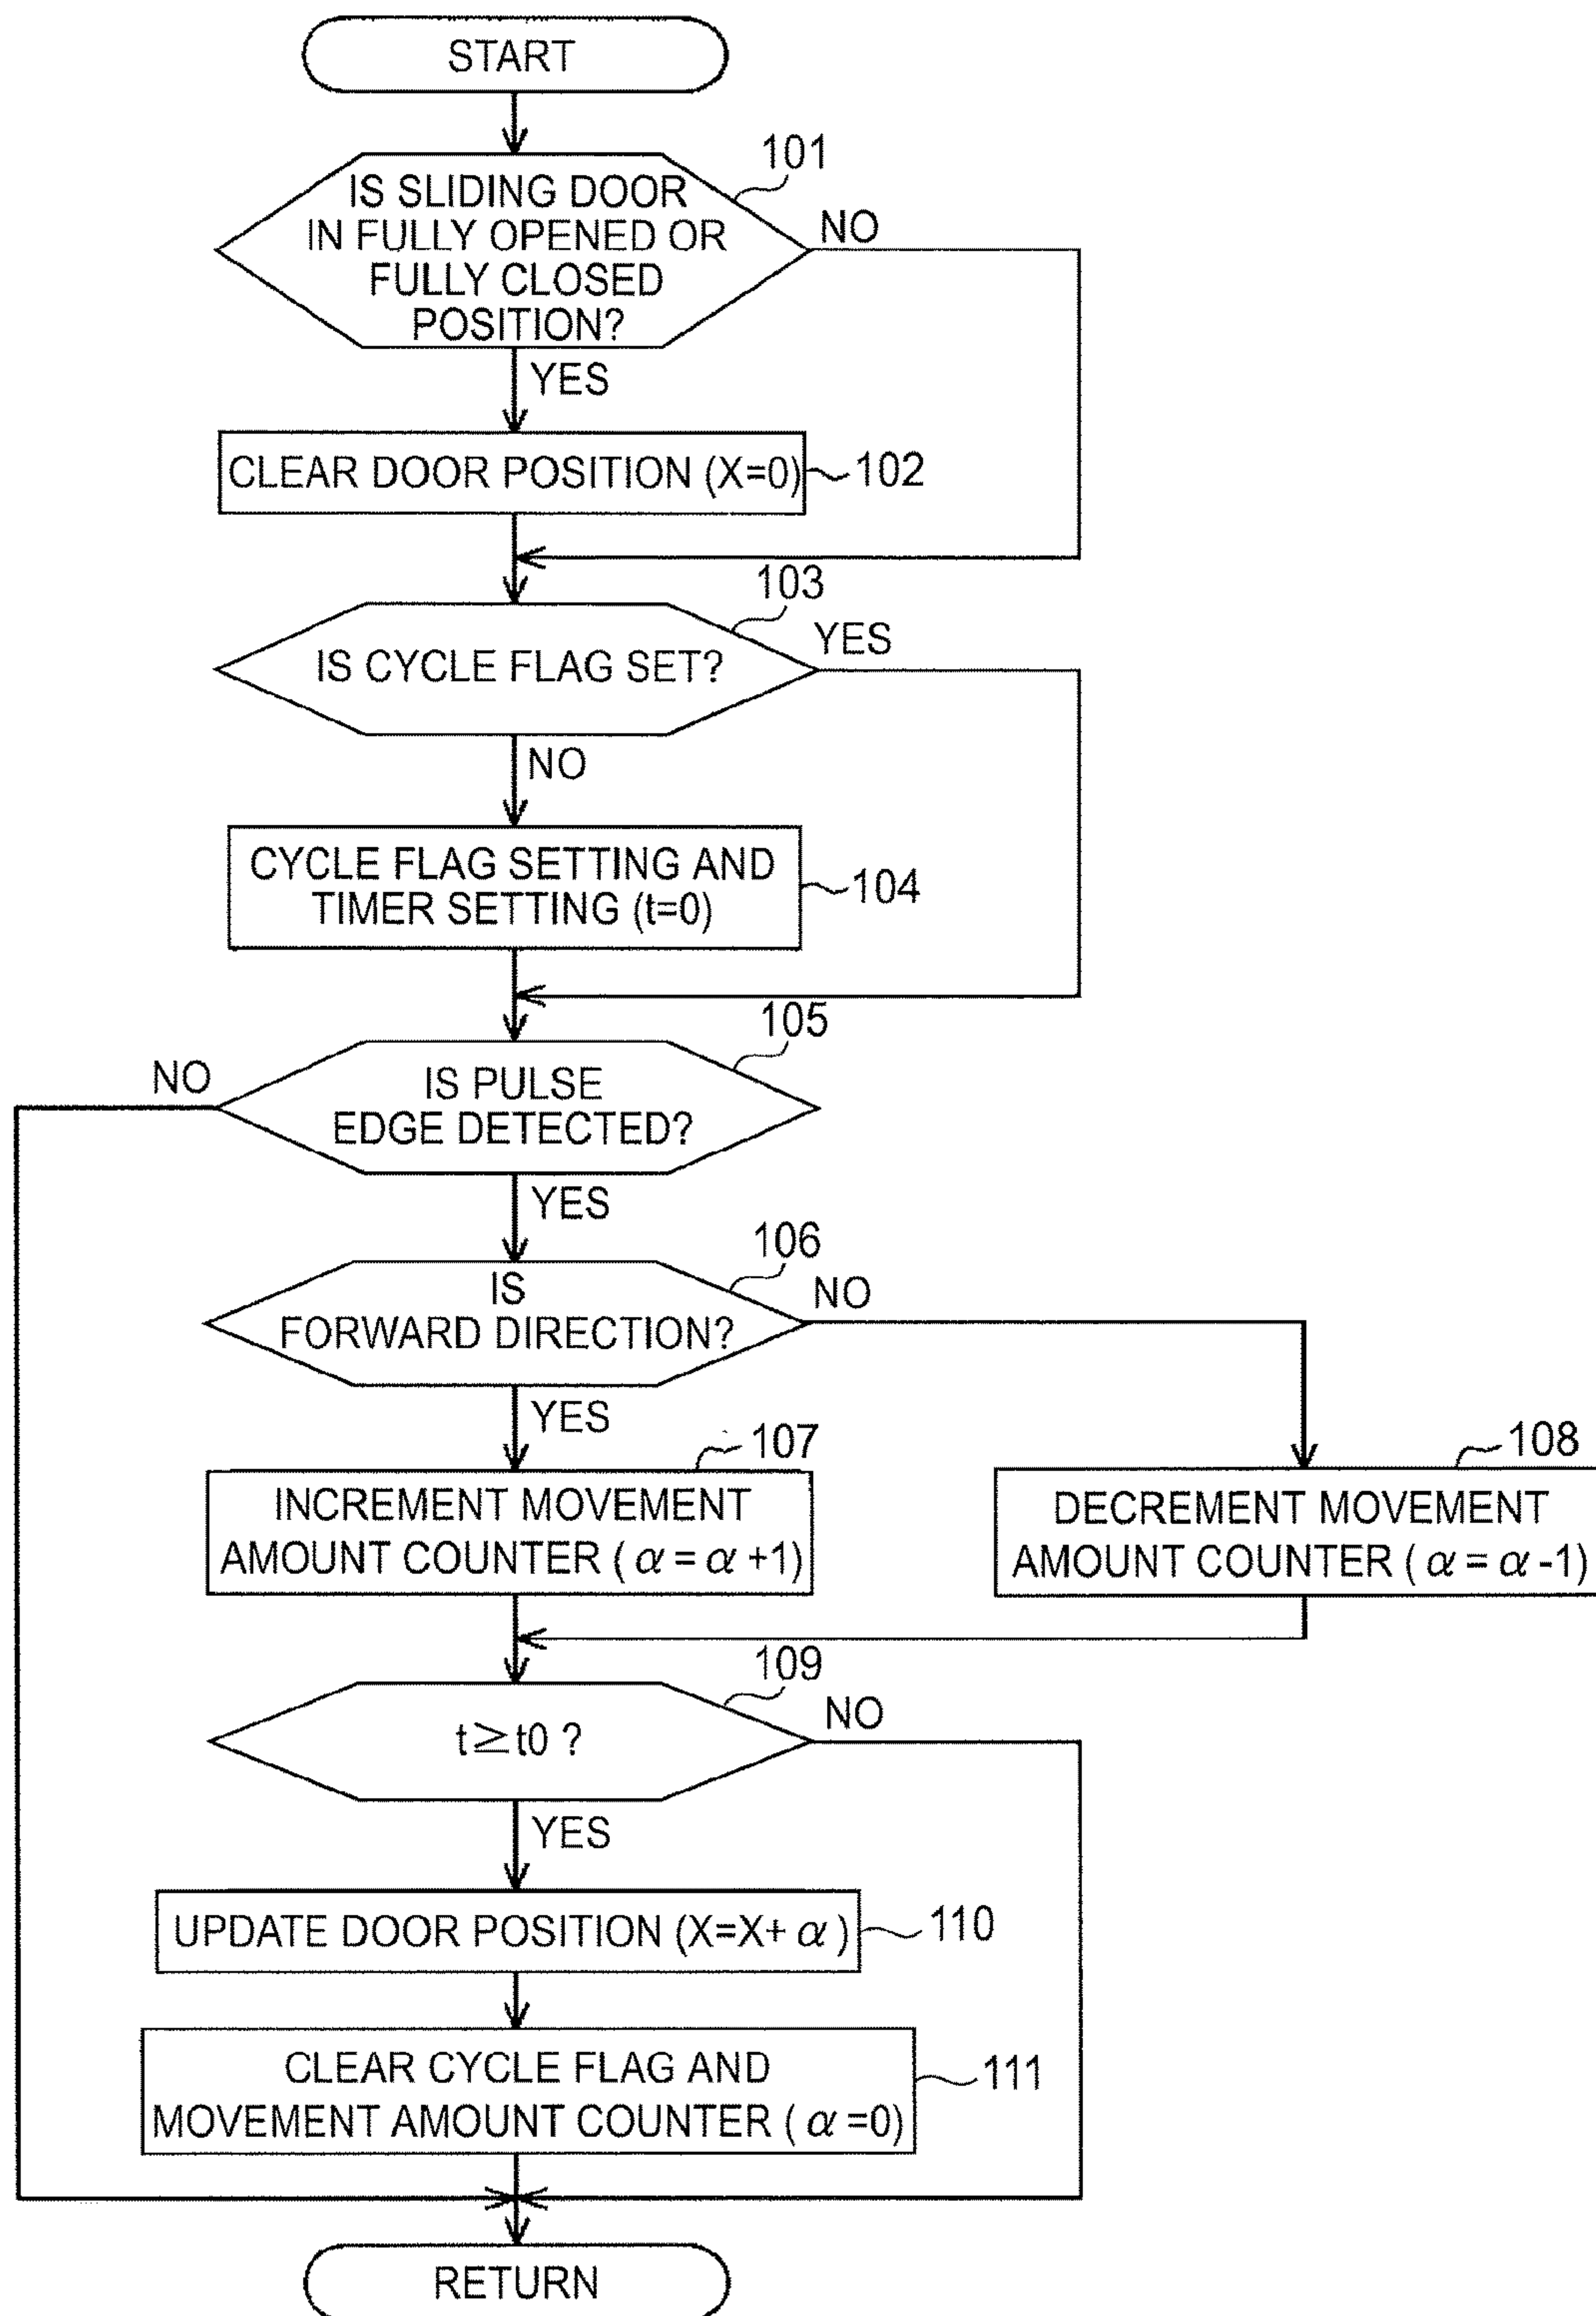 START
101
IS SLIDING DOOR
IN FULLY OPENED OR
FULLY CLOSED
POSITION?
NO
YES
CLEAR DOOR POSITION (X=0)
102
103
IS CYCLE FLAG SET?
YES
NO
CYCLE FLAG SETTING AND
TIMER SETTING (t=0)
104
105
NO
IS PULSE
EDGE DETECTED?
YES
106
IS
FORWARD DIRECTION?
NO
YES
107
INCREMENT MOVEMENT
AMOUNT COUNTER ( α = α +1)
108
DECREMENT MOVEMENT
AMOUNT COUNTER ( α = α -1)
109
t≥t0 ?
NO
YES
UPDATE DOOR POSITION (X=X+ α )
110
CLEAR CYCLE FLAG AND
MOVEMENT AMOUNT COUNTER ( α =0)
111
RETURN